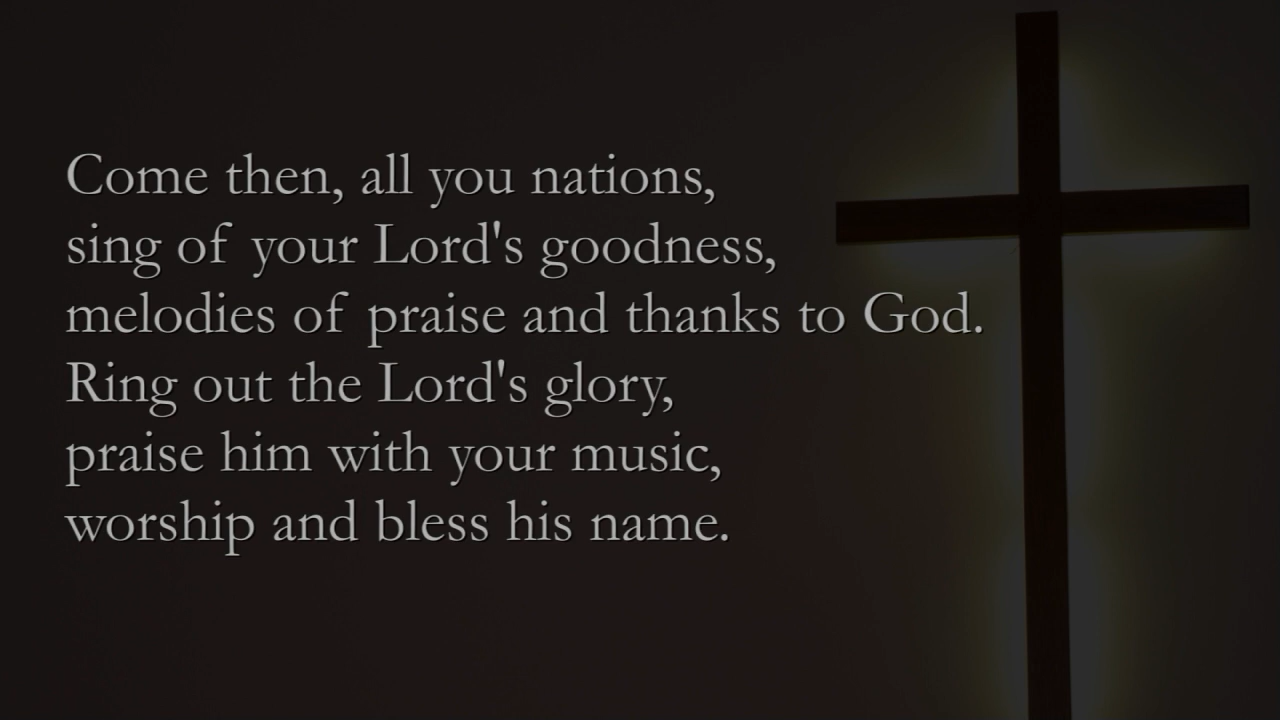 Come then, all you nations,
sing of your Lord's goodness,
melodies of praise and thanks to God.
Ring out the Lord's glory,
praise him with your music,
worship and bless his name.